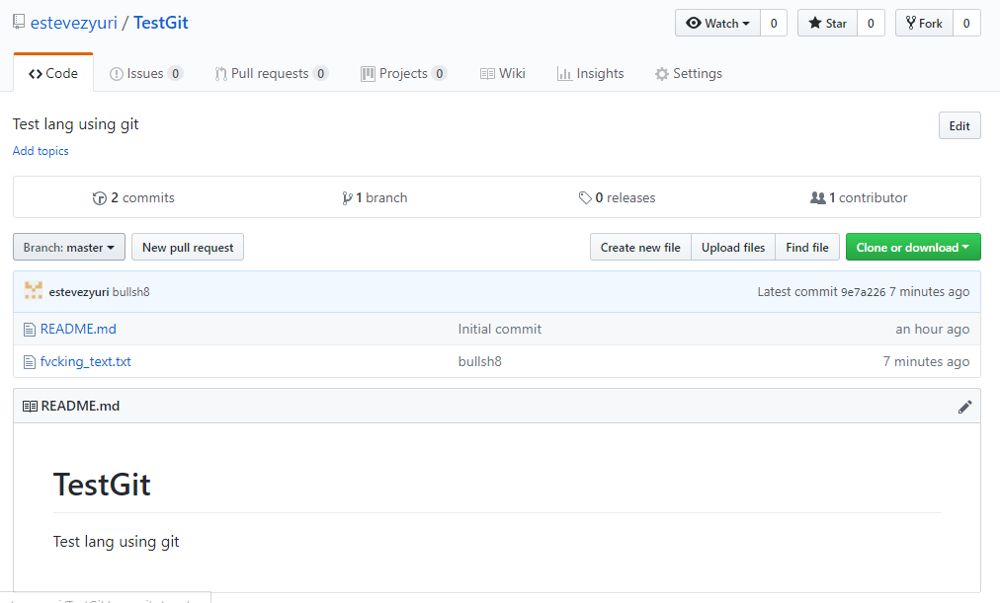 estevezyuri / TestGit Watch 0 Star 0 Fork 0
Code Issues 0 Pull requests 0 Projects 0 Wiki Insights Settings
Test lang using git Edit
Add topics
2 commits 1 branch 0 releases 1 contributor
Branch: master New pull request Create new file Upload files Find file Clone or download
estevezyuri bullsh8 Latest commit 9e7a226 7 minutes ago
README.md Initial commit an hour ago
fvcking_text.txt bullsh8 7 minutes ago
README.md
TestGit
Test lang using git